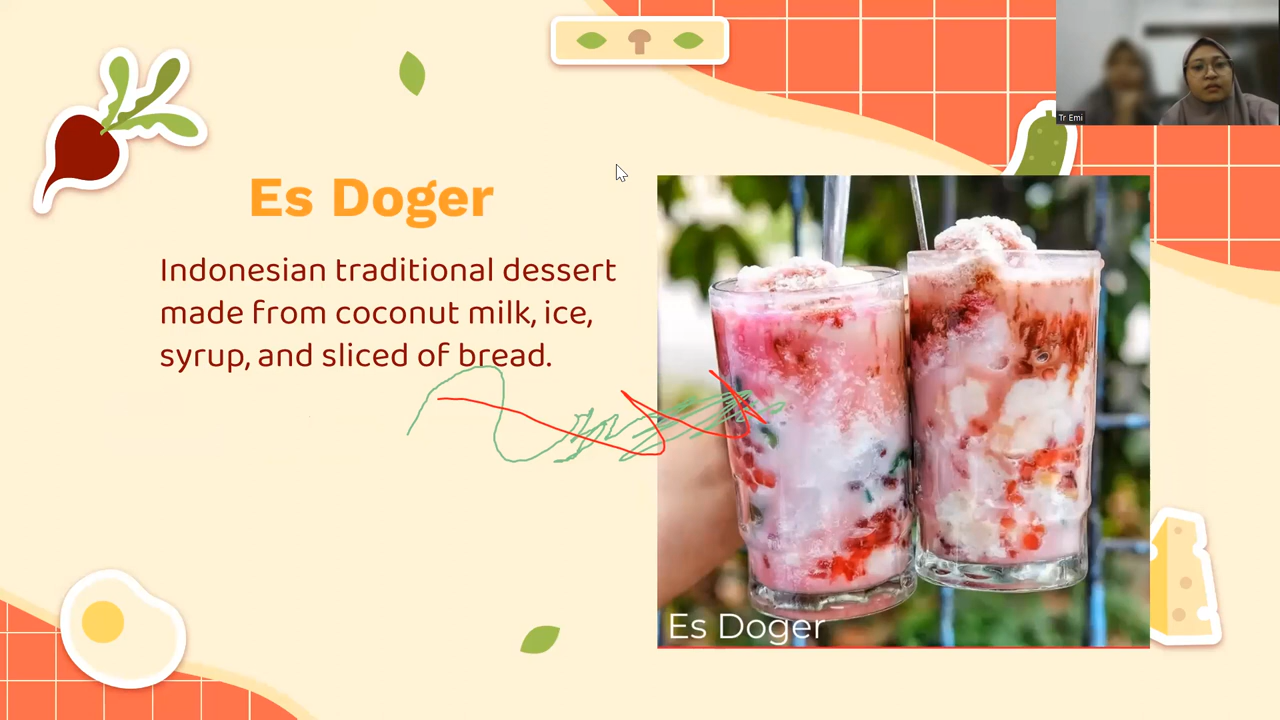 Tr Emi
Es Doger
Indonesian traditional dessert
made from coconut milk, ice,
syrup, and sliced of bread.
Es Doger